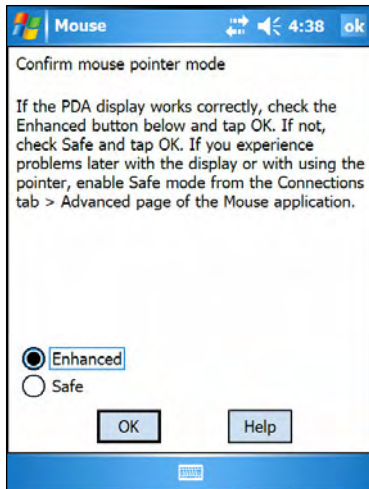 Mouse 4:38 ok
Confirm mouse pointer mode
If the PDA display works correctly, check the
Enhanced button below and tap OK. If not,
check Safe and tap OK. If you experience
problems later with the display or with using the
pointer, enable Safe mode from the Connections
tab > Advanced page of the Mouse application.
Enhanced
Safe
OK Help